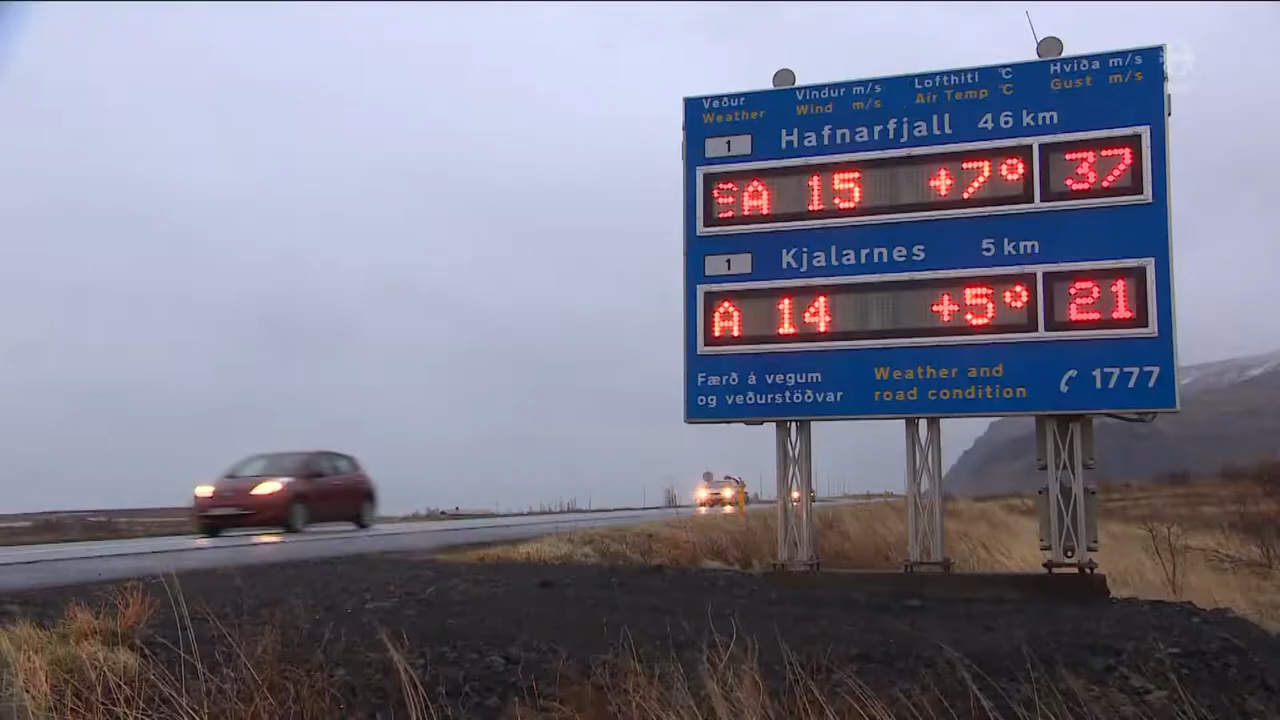 Veður Vindur m/s Lofthiti °C Hviða m/s
Weather Wind m/s Air Temp °C Gust m/s
1 Hafnarfjall 46 km
SA 15 +7° 37
1 Kjalarnes 5 km
A 14 +5° 21
Færð á vegum
og veðurstöðvar
Weather and
road condition
1777